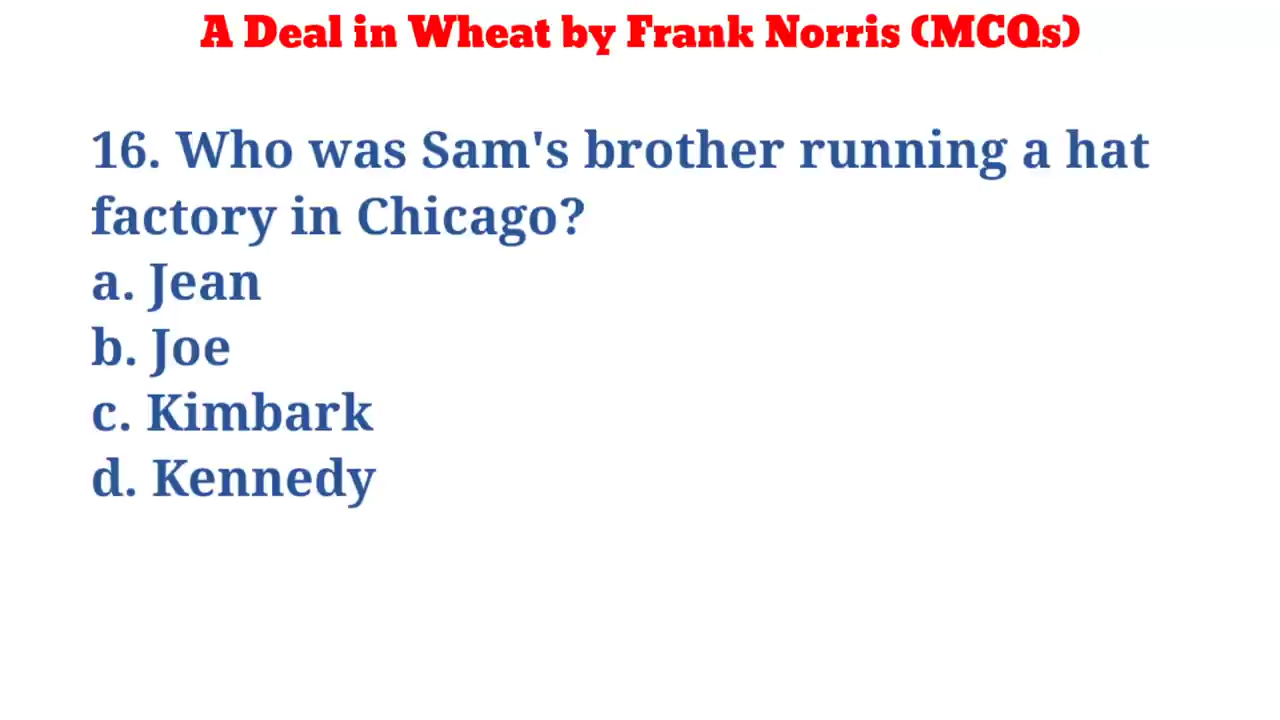 A Deal in Wheat by Frank Norris (MCQs)
16. Who was Sam's brother running a hat
factory in Chicago?
a. Jean
b. Joe
c. Kimbark
d. Kennedy